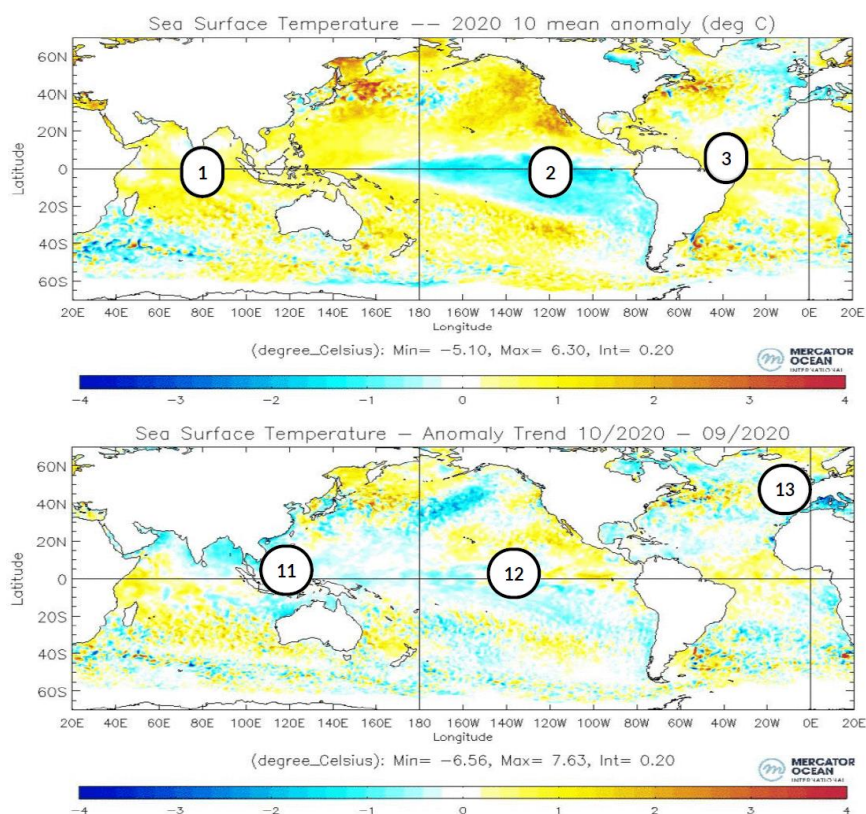 Sea Surface Temperature -- 2020 10 mean anomaly (deg C)
60N
40N
20N
0
20S
40S
60S
Latitude
1
2
3
20E 40E 60E 80E 100E 120E 140E 160E 180 160W 140W 120W 100W 80W 60W 40W 20W 0 20E
Longitude
(degree_Celsius): Min= -5.10, Max= 6.30, Int= 0.20
MERCATOR
OCEAN
INTERNATIONAL
-4 -3 -2 -1 0 1 2 3 4
Sea Surface Temperature - Anomaly Trend 10/2020 - 09/2020
60N
40N
20N
0
20S
40S
60S
Latitude
11
12
13
20E 40E 60E 80E 100E 120E 140E 160E 180 160W 140W 120W 100W 80W 60W 40W 20W 0 20E
Longitude
(degree_Celsius): Min= -6.56, Max= 7.63, Int= 0.20
MERCATOR
OCEAN
INTERNATIONAL
-4 -3 -2 -1 0 1 2 3 4